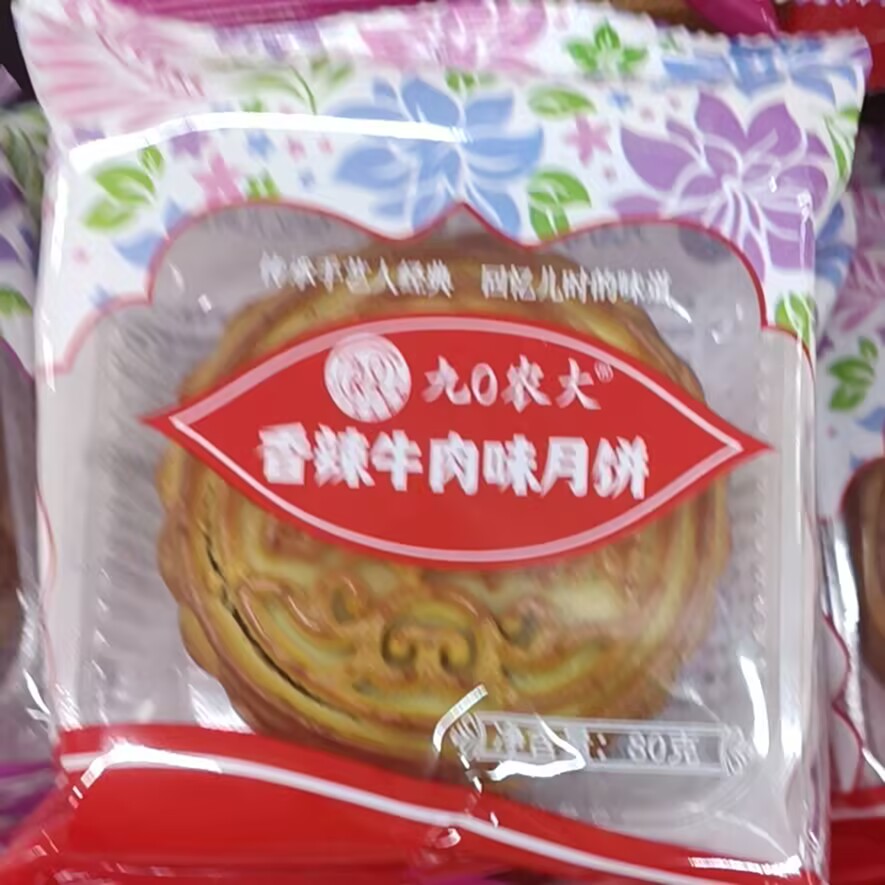 传承手艺人经典 回忆儿时的味道
九O农大®
香辣牛肉味月饼
净含量：80克